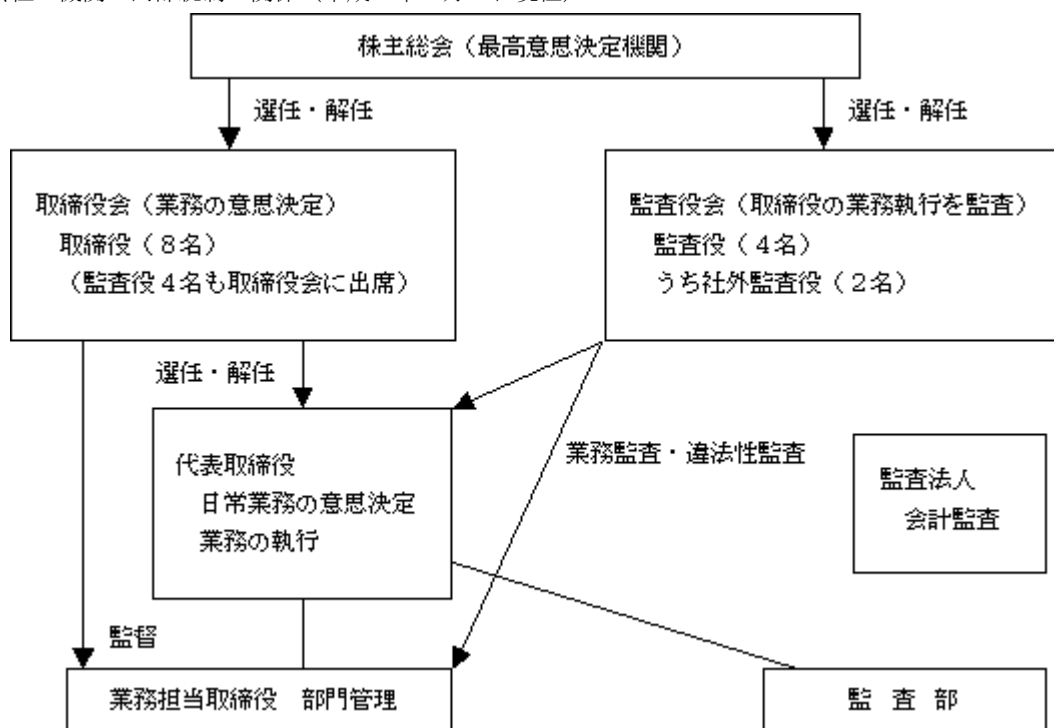 株主総会（最高意思決定機関）
選任・解任
選任・解任
取締役会（業務の意思決定）
取締役（８名）
（監査役４名も取締役会に出席）
監査役会（取締役の業務執行を監査）
監査役（４名）
うち社外監査役（２名）
選任・解任
代表取締役
日常業務の意思決定
業務の執行
業務監査・違法性監査
監査法人
会計監査
監督
業務担当取締役　部門管理
監　査　部